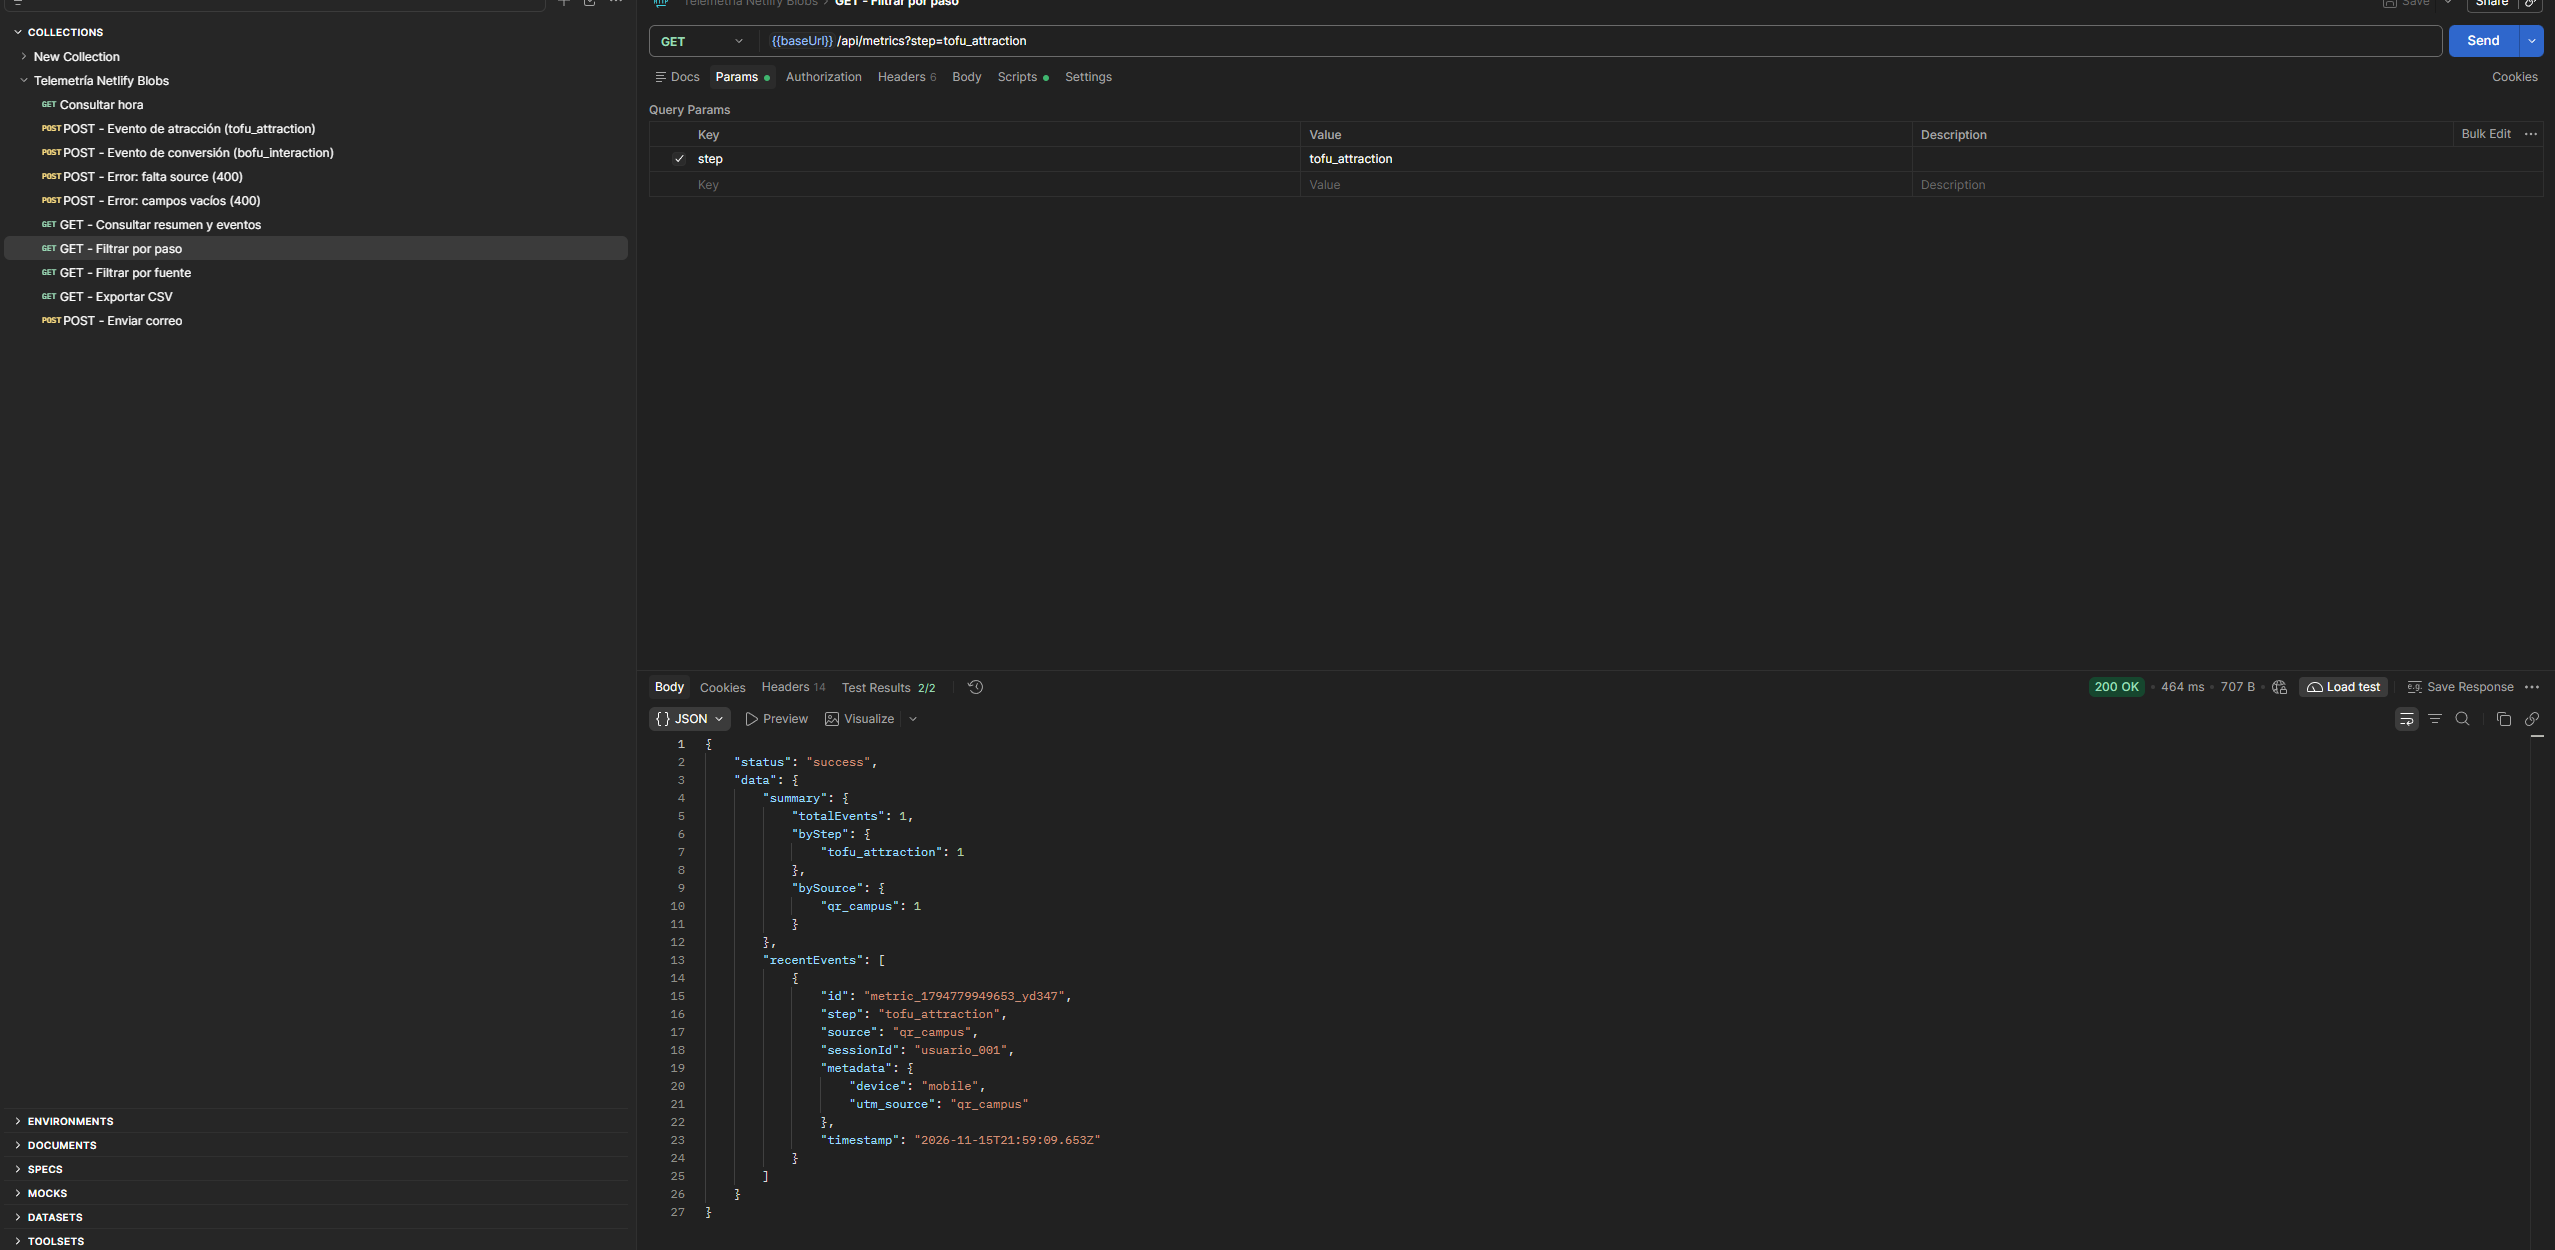 COLLECTIONS
New Collection
Telemetría Netlify Blobs
GET Consultar hora
POST POST - Evento de atracción (tofu_attraction)
POST POST - Evento de conversión (bofu_interaction)
POST POST - Error: falta source (400)
POST POST - Error: campos vacíos (400)
GET GET - Consultar resumen y eventos
GET GET - Filtrar por paso
GET GET - Filtrar por fuente
GET GET - Exportar CSV
POST POST - Enviar correo
ENVIRONMENTS
DOCUMENTS
SPECS
MOCKS
DATASETS
TOOLSETS
Telemetría Netlify Blobs › GET - Filtrar por paso
Save Share
GET {{baseUrl}} /api/metrics?step=tofu_attraction Send
Docs Params Authorization Headers 6 Body Scripts Settings Cookies
Query Params
Key Value Description Bulk Edit
step tofu_attraction
Key Value Description
Body Cookies Headers 14 Test Results 2/2 200 OK 464 ms 707 B Load test e.g. Save Response
{ } JSON Preview Visualize
1 {
2 "status": "success",
3 "data": {
4 "summary": {
5 "totalEvents": 1,
6 "byStep": {
7 "tofu_attraction": 1
8 },
9 "bySource": {
10 "qr_campus": 1
11 }
12 },
13 "recentEvents": [
14 {
15 "id": "metric_1794779949653_yd347",
16 "step": "tofu_attraction",
17 "source": "qr_campus",
18 "sessionId": "usuario_001",
19 "metadata": {
20 "device": "mobile",
21 "utm_source": "qr_campus"
22 },
23 "timestamp": "2026-11-15T21:59:09.653Z"
24 }
25 ]
26 }
27 }